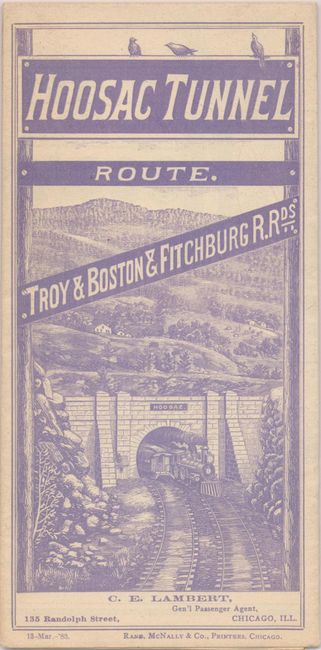 HOOSAC TUNNEL
ROUTE.
TROY & BOSTON & FITCHBURG R.RDS.
HOOSAC
C. E. LAMBERT,
Gen'l Passenger Agent,
135 Randolph Street, CHICAGO, ILL.
13-Mar.-'83. RAND, MCNALLY & CO., PRINTERS, CHICAGO.